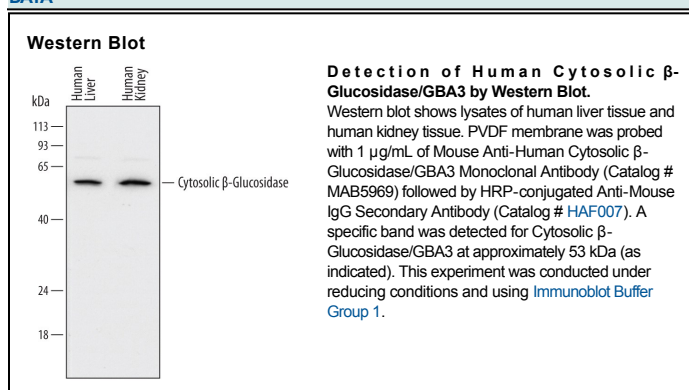 DATA
Western Blot
Human
Liver
Human
Kidney
kDa
113
93
65
40
24
18
Cytosolic β-Glucosidase
Detection of Human Cytosolic β-
Glucosidase/GBA3 by Western Blot.
Western blot shows lysates of human liver tissue and
human kidney tissue. PVDF membrane was probed
with 1 µg/mL of Mouse Anti-Human Cytosolic β-
Glucosidase/GBA3 Monoclonal Antibody (Catalog #
MAB5969) followed by HRP-conjugated Anti-Mouse
IgG Secondary Antibody (Catalog # HAF007). A
specific band was detected for Cytosolic β-
Glucosidase/GBA3 at approximately 53 kDa (as
indicated). This experiment was conducted under
reducing conditions and using Immunoblot Buffer
Group 1.